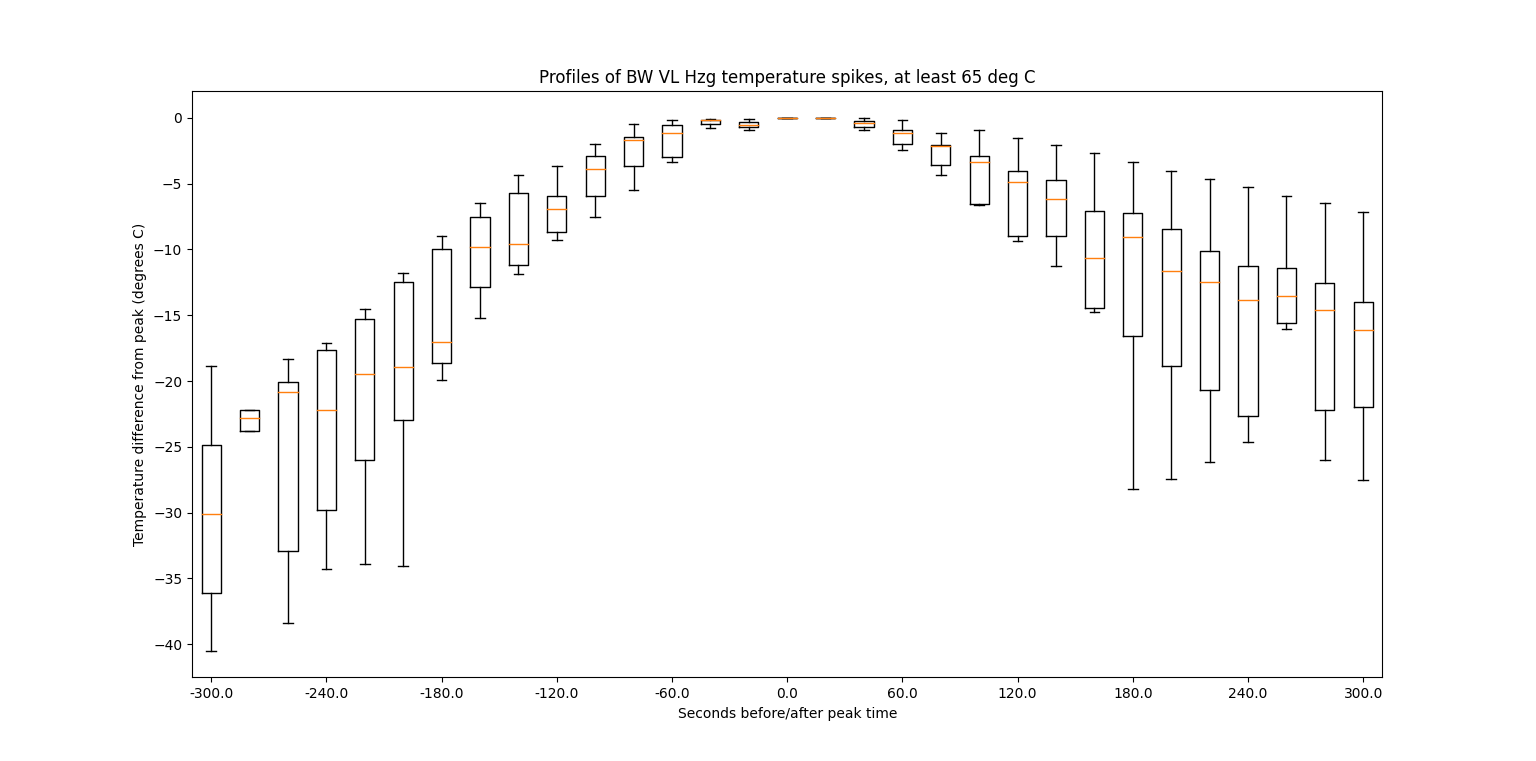 Profiles of BW VL Hzg temperature spikes, at least 65 deg C
Temperature difference from peak (degrees C)
0
−5
−10
−15
−20
−25
−30
−35
−40
-300.0 -240.0 -180.0 -120.0 -60.0 0.0 60.0 120.0 180.0 240.0 300.0
Seconds before/after peak time